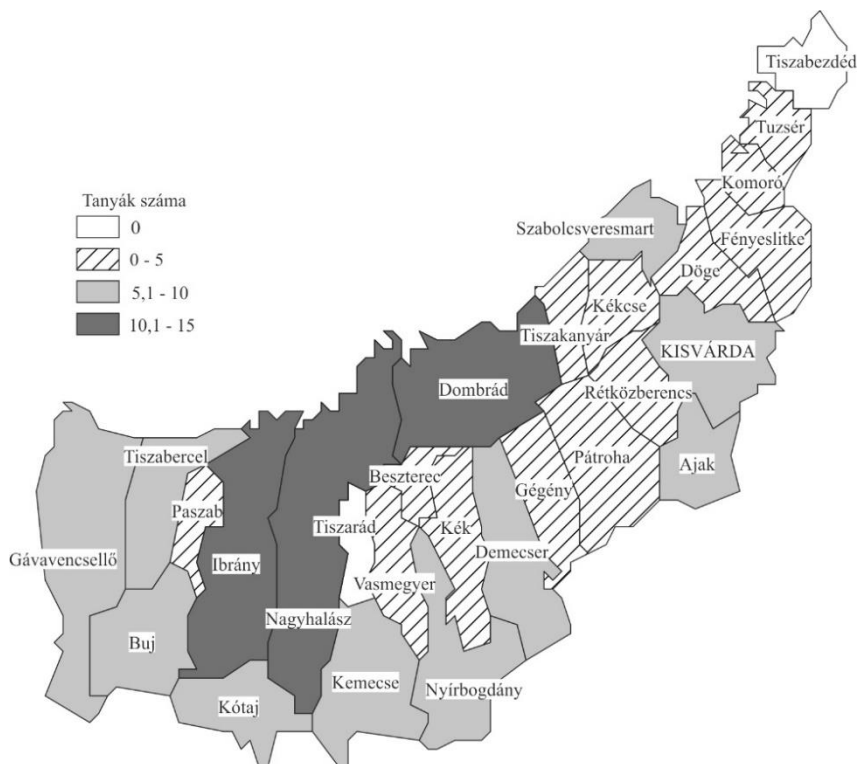 Tiszabezdéd
Tuzsér
Komoró
Tanyák száma
0
0 - 5
5,1 - 10
10,1 - 15
Szabolcsveresmart
Fényeslitke
Döge
Kékcse
Tiszakanyár
KISVÁRDA
Dombrád
Rétközberencs
Tiszabercel
Pátroha
Ajak
Beszterec
Gégény
Paszab
Tiszarád
Kék
Demecser
Gávavencsellő
Ibrány
Vasmegyer
Nagyhalász
Buj
Kemecse
Nyírbogdány
Kótaj